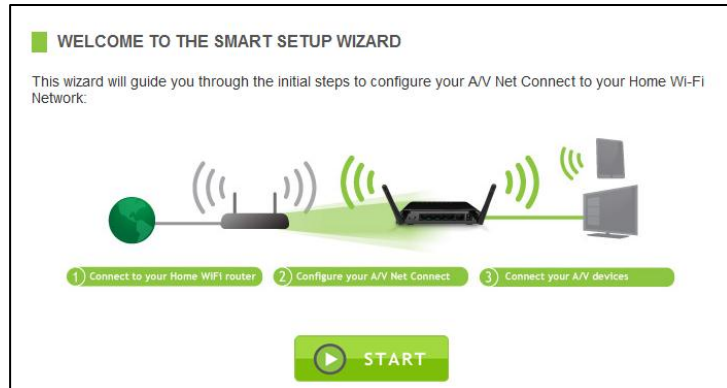 WELCOME TO THE SMART SETUP WIZARD
This wizard will guide you through the initial steps to configure your A/V Net Connect to your Home Wi-Fi
Network:
1 Connect to your Home WiFi router 2 Configure your A/V Net Connect 3 Connect your A/V devices
START